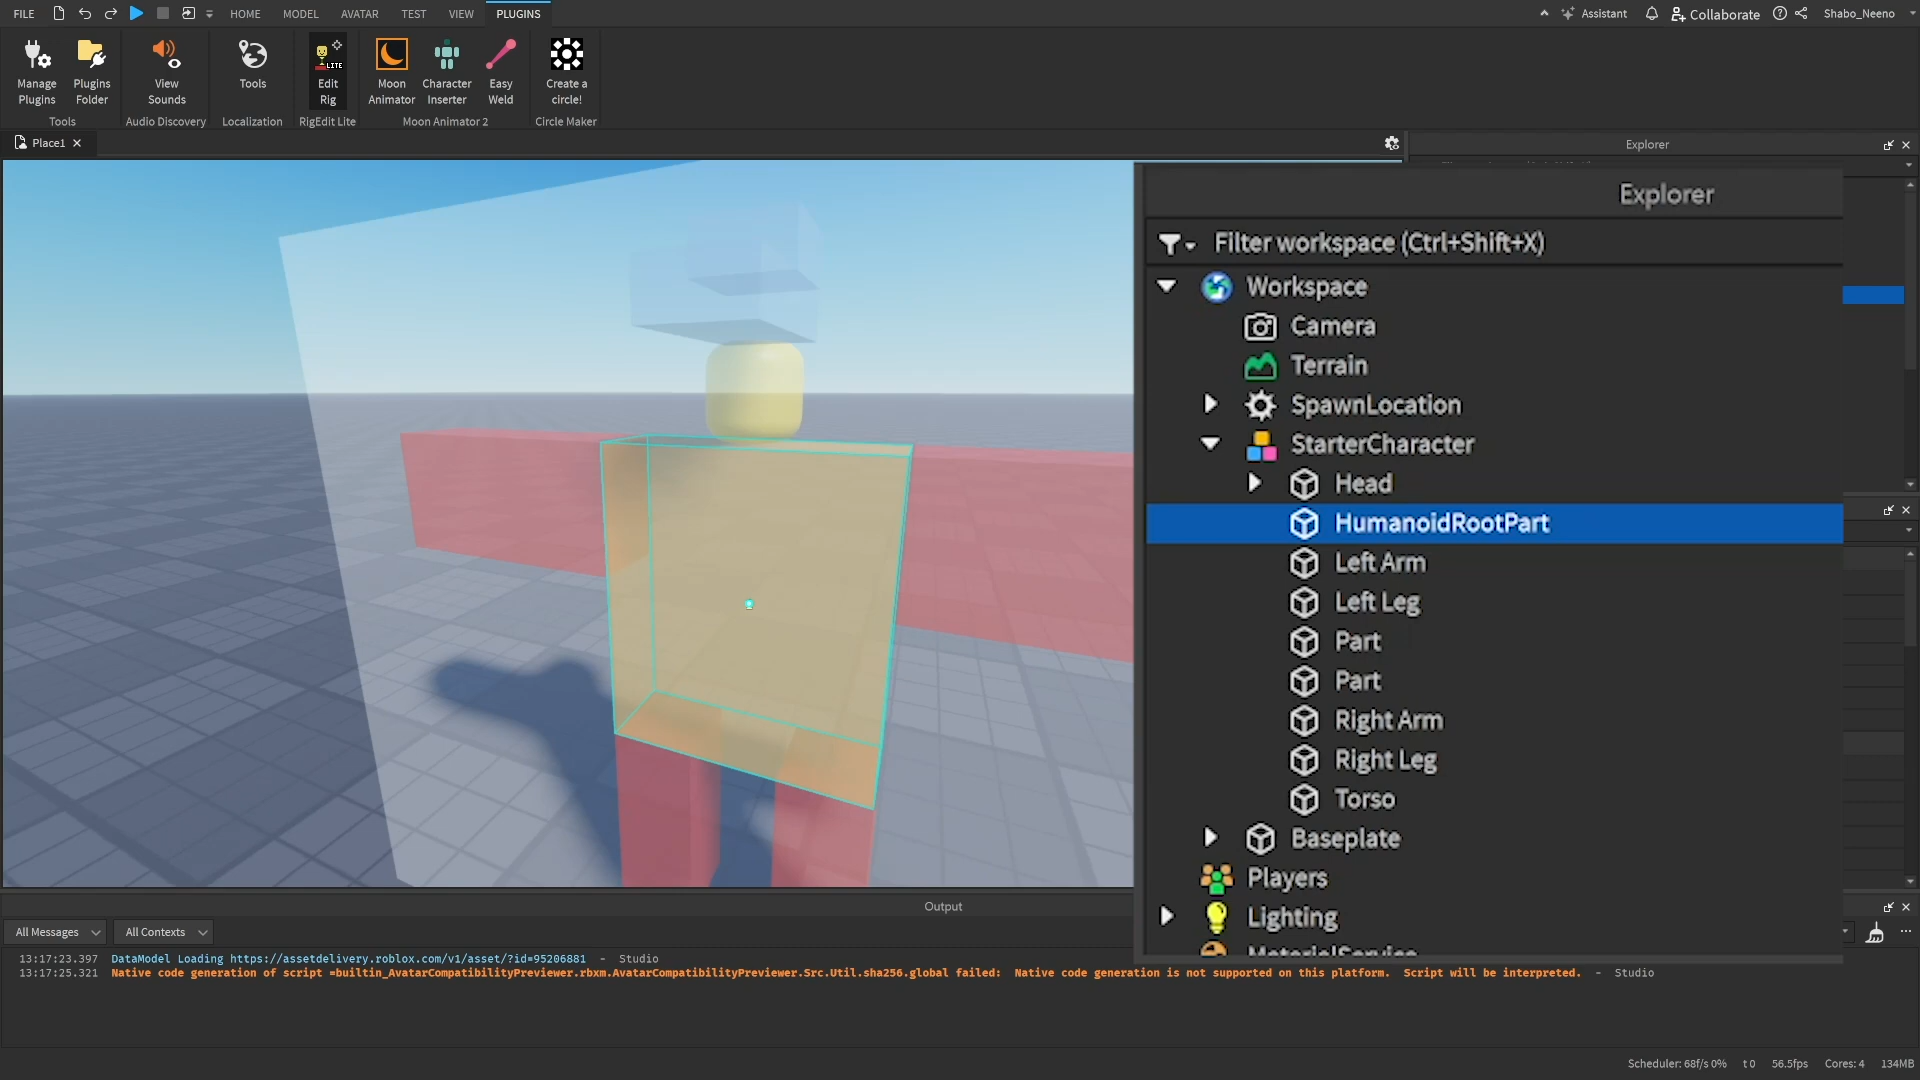 FILE HOME MODEL AVATAR TEST VIEW PLUGINS Assistant Collaborate Shabo_Neeno
LITE
Manage Plugins
Plugins Folder
View Sounds
Tools
Edit Rig
Moon Animator
Character Inserter
Easy Weld
Create a circle!
Tools Audio Discovery Localization RigEdit Lite Moon Animator 2 Circle Maker
Place1
Explorer
Explorer
Filter workspace (Ctrl+Shift+X)
Workspace
Camera
Terrain
SpawnLocation
StarterCharacter
Head
HumanoidRootPart
Left Arm
Left Leg
Part
Part
Right Arm
Right Leg
Torso
Baseplate
Players
Lighting
MaterialService
Output
All Messages All Contexts
13:17:23.397 DataModel Loading https://assetdelivery.roblox.com/v1/asset/?id=95206881 - Studio
13:17:25.321 Native code generation of script =builtin_AvatarCompatibilityPreviewer.rbxm.AvatarCompatibilityPreviewer.Src.Util.sha256.global failed: Native code generation is not supported on this platform. Script will be interpreted. - Studio
Scheduler: 68f/s 0% t 0 56.5fps Cores: 4 134MB